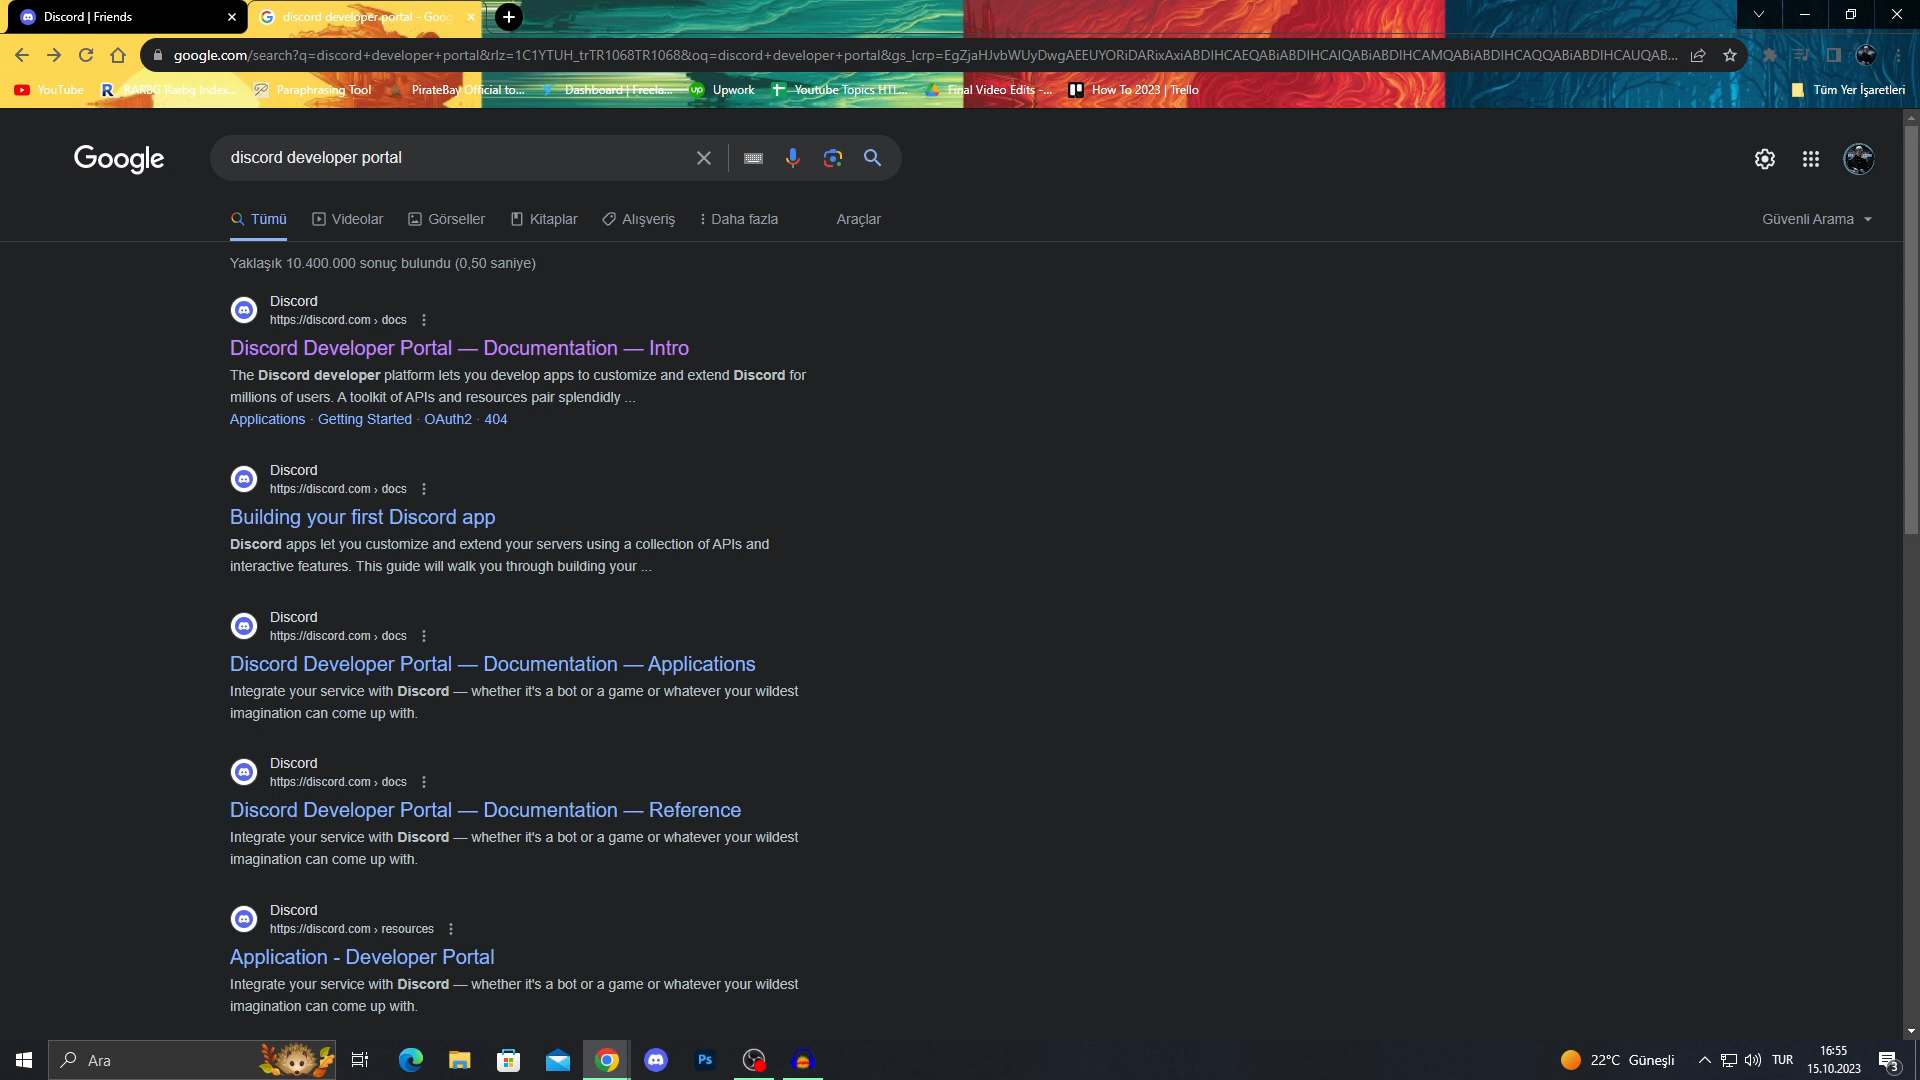 Discord | Friends
discord developer portal - Goo
google.com/search?q=discord+developer+portal&rlz=1C1YTUH_trTR1068TR1068&oq=discord+developer+portal&gs_lcrp=EgZjaHJvbWUyDwgAEEUYORiDARixAxiABDIHCAEQABiABDIHCAIQABiABDIHCAMQABiABDIHCAQQABiABDIHCAUQAB...
YouTube
RARBG Rarbg Index...
Paraphrasing Tool
PirateBay Official to...
Dashboard | Freela...
Upwork
Youtube Topics HTL...
Final Video Edits -...
How To 2023 | Trello
Tüm Yer İşaretleri
Google
discord developer portal
Tümü
Videolar
Görseller
Kitaplar
Alışveriş
Daha fazla
Araçlar
Güvenli Arama
Yaklaşık 10.400.000 sonuç bulundu (0,50 saniye)
Discord
https://discord.com › docs
Discord Developer Portal — Documentation — Intro
The Discord developer platform lets you develop apps to customize and extend Discord for
millions of users. A toolkit of APIs and resources pair splendidly ...
Applications · Getting Started · OAuth2 · 404
Discord
https://discord.com › docs
Building your first Discord app
Discord apps let you customize and extend your servers using a collection of APIs and
interactive features. This guide will walk you through building your ...
Discord
https://discord.com › docs
Discord Developer Portal — Documentation — Applications
Integrate your service with Discord — whether it's a bot or a game or whatever your wildest
imagination can come up with.
Discord
https://discord.com › docs
Discord Developer Portal — Documentation — Reference
Integrate your service with Discord — whether it's a bot or a game or whatever your wildest
imagination can come up with.
Discord
https://discord.com › resources
Application - Developer Portal
Integrate your service with Discord — whether it's a bot or a game or whatever your wildest
imagination can come up with.
Ara
Ps
22°C Güneşli
TUR
16:55
15.10.2023
3